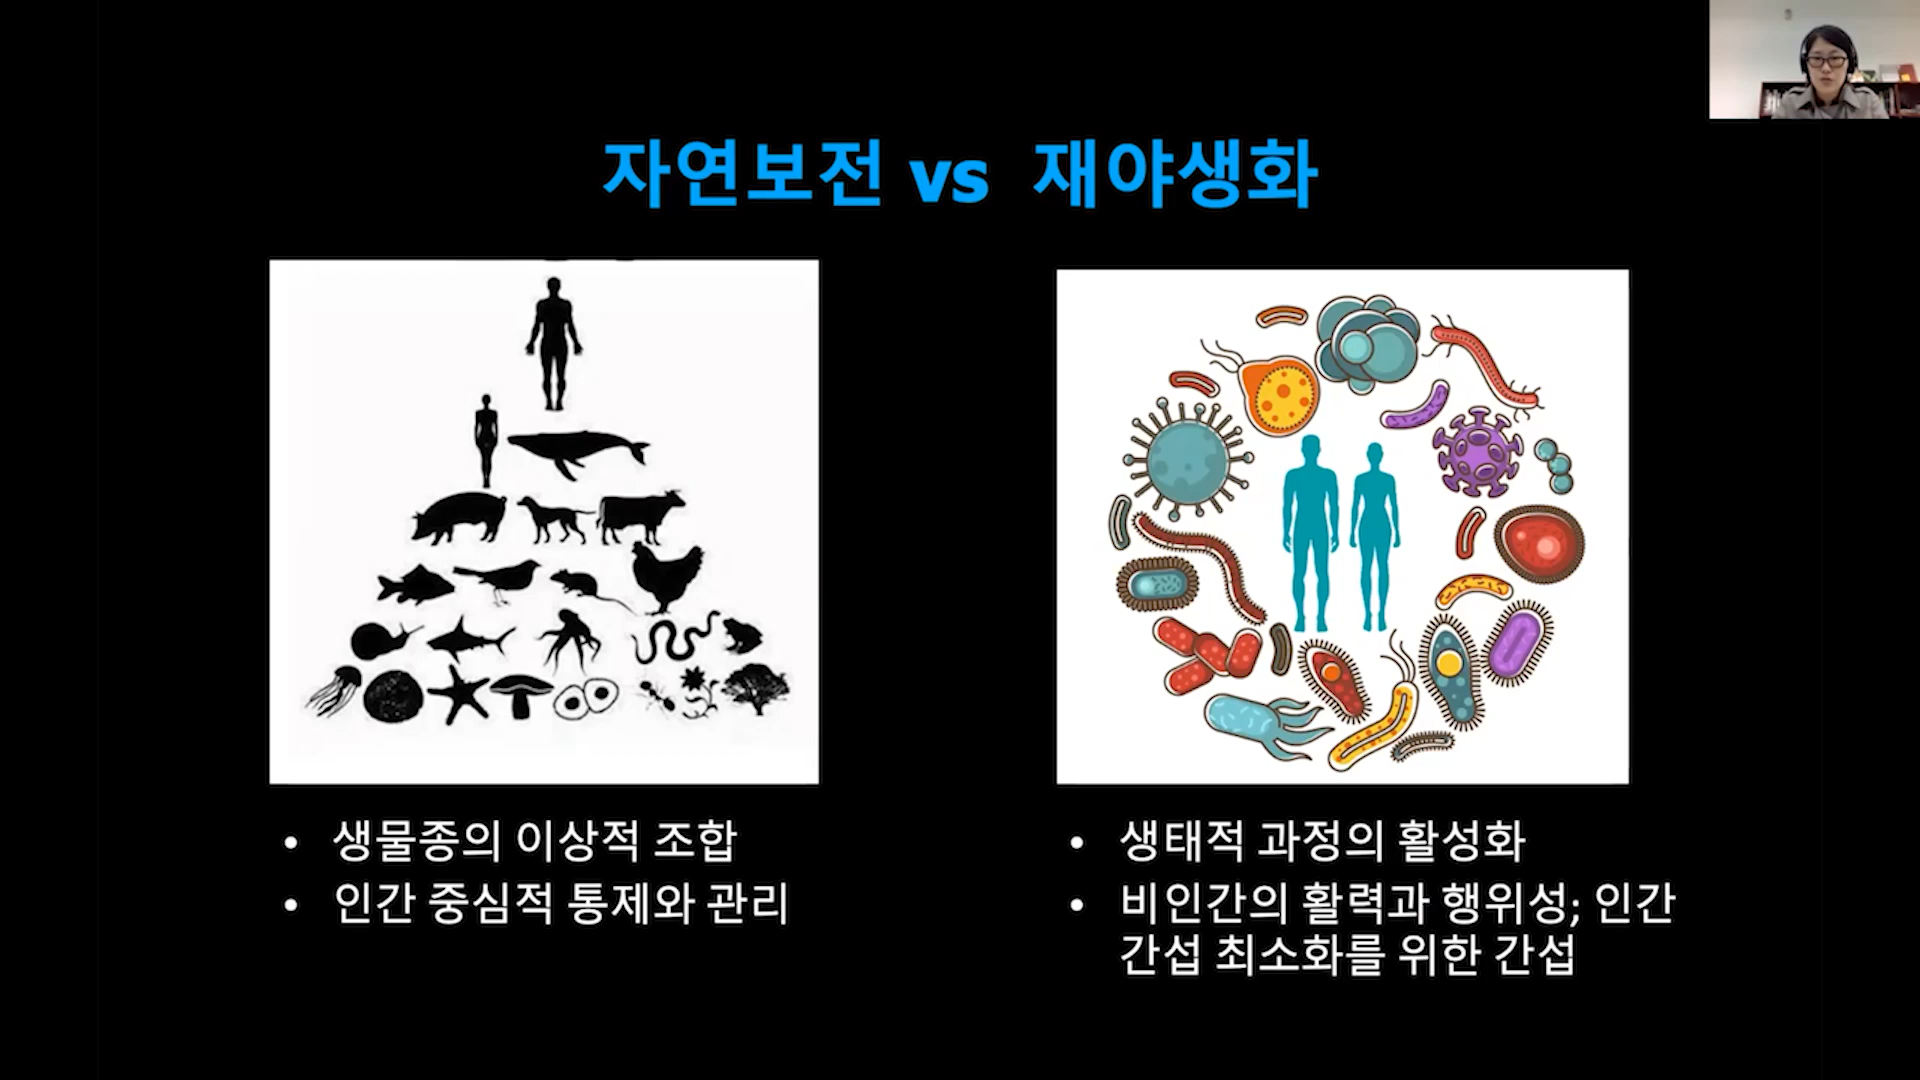 자연보전 vs 재야생화
• 생물종의 이상적 조합
• 인간 중심적 통제와 관리
• 생태적 과정의 활성화
• 비인간의 활력과 행위성; 인간
간섭 최소화를 위한 간섭